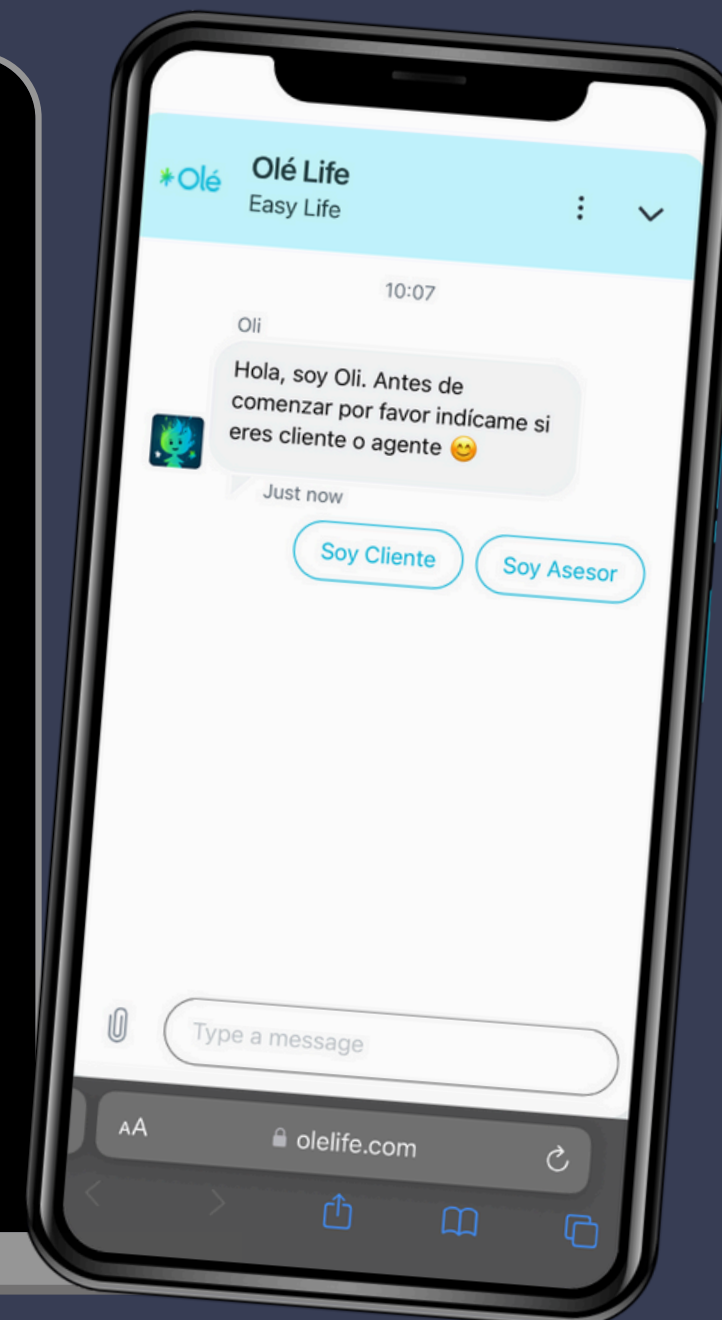 Olé
Olé Life
Easy Life
10:07
Oli
Hola, soy Oli. Antes de
comenzar por favor indícame si
eres cliente o agente 😊
Just now
Soy Cliente
Soy Asesor
Type a message
AA
olelife.com